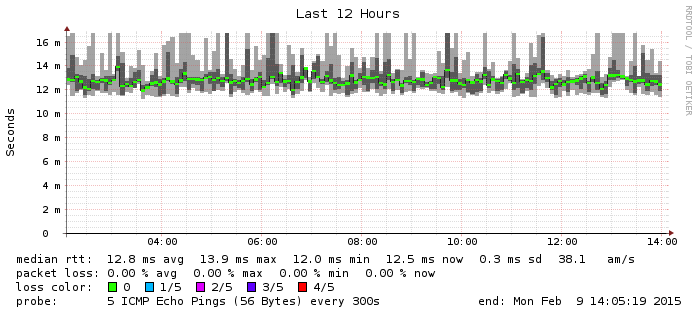 Last 12 Hours
RRDTOOL / TOBI OETIKER
Seconds
16 m
14 m
12 m
10 m
8 m
6 m
4 m
2 m
0
04:00 06:00 08:00 10:00 12:00 14:00
median rtt: 12.8 ms avg 13.9 ms max 12.0 ms min 12.5 ms now 0.3 ms sd 38.1 am/s
packet loss: 0.00 % avg 0.00 % max 0.00 % min 0.00 % now
loss color: 0 1/5 2/5 3/5 4/5
probe: 5 ICMP Echo Pings (56 Bytes) every 300s end: Mon Feb 9 14:05:19 2015